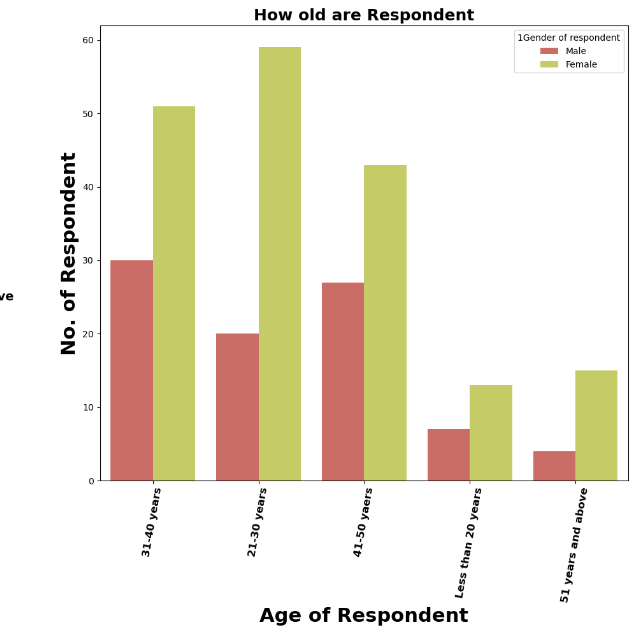 How old are Respondent
1Gender of respondent
Male
Female
60
50
40
30
20
10
0
No. of Respondent
ve
31-40 years
21-30 years
41-50 yaers
Less than 20 years
51 years and above
Age of Respondent